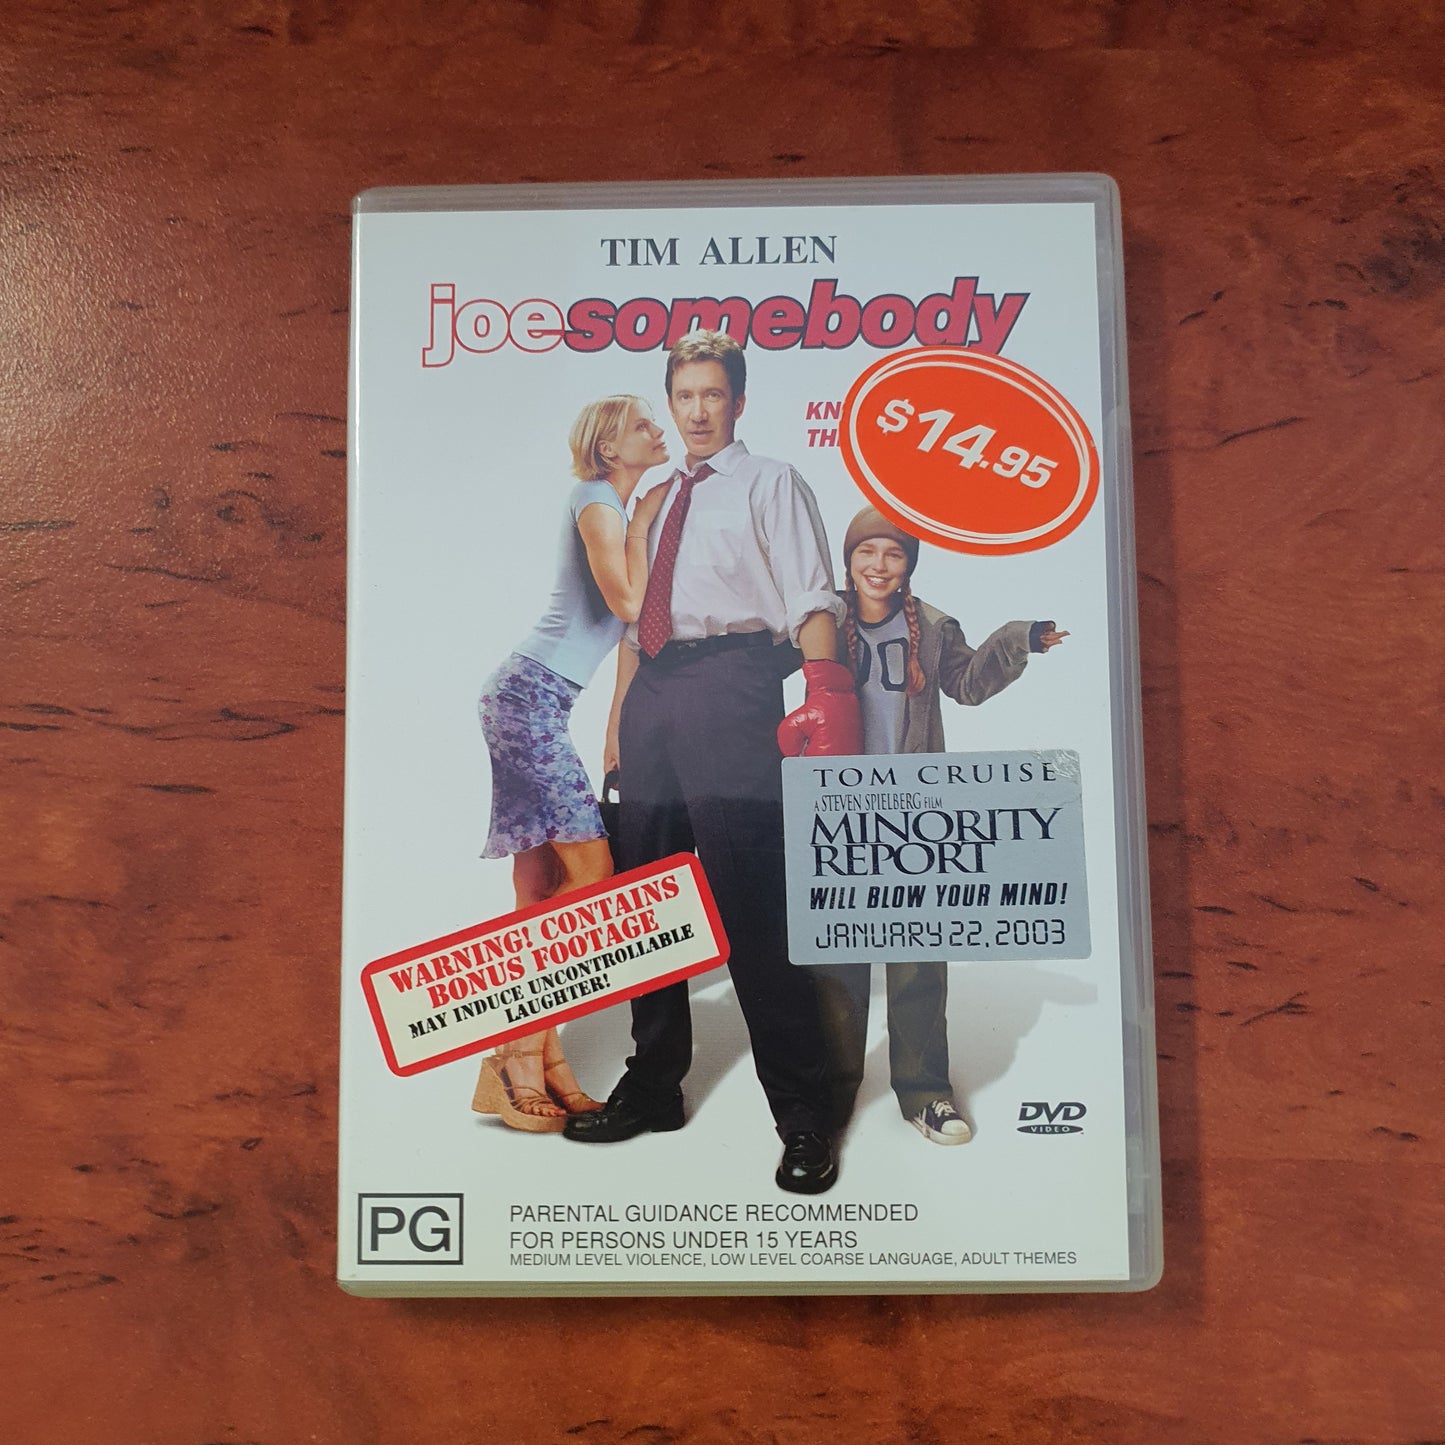 TIM ALLEN
joesomebody
$14.95
00
TOM CRUISE
A STEVEN SPIELBERG FILM
MINORITY
REPORT
WILL BLOW YOUR MIND!
JANUARY 22, 2003
WARNING! CONTAINS
BONUS FOOTAGE
MAY INDUCE UNCONTROLLABLE
LAUGHTER!
DVD
VIDEO
PG
PARENTAL GUIDANCE RECOMMENDED
FOR PERSONS UNDER 15 YEARS
MEDIUM LEVEL VIOLENCE, LOW LEVEL COARSE LANGUAGE, ADULT THEMES